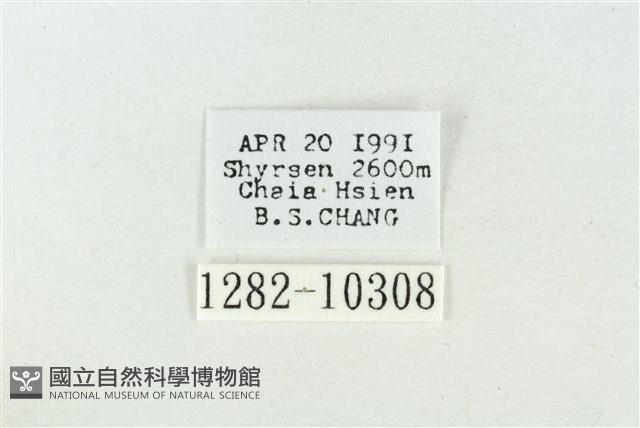 APR 20 1991
Shyrsen 2600m
Chaia Hsien
B.S.CHANG
1282-10308
國立自然科學博物館
NATIONAL MUSEUM OF NATURAL SCIENCE